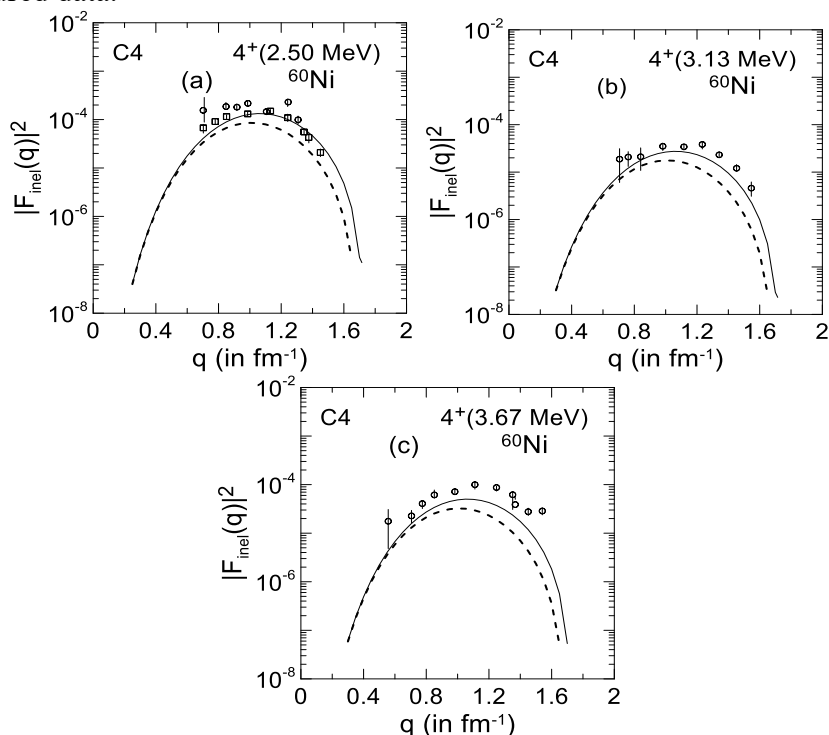 10⁻²
C4 4⁺(2.50 MeV)
(a) ⁶⁰Ni
10⁻⁴
|F_inel(q)|²
10⁻⁶
10⁻⁸
0 0.4 0.8 1.2 1.6 2
q (in fm⁻¹)
10⁻²
C4 4⁺(3.13 MeV)
(b) ⁶⁰Ni
10⁻⁴
|F_inel(q)|²
10⁻⁶
10⁻⁸
0 0.4 0.8 1.2 1.6 2
q (in fm⁻¹)
10⁻²
C4 4⁺(3.67 MeV)
(c) ⁶⁰Ni
10⁻⁴
|F_inel(q)|²
10⁻⁶
10⁻⁸
0 0.4 0.8 1.2 1.6 2
q (in fm⁻¹)